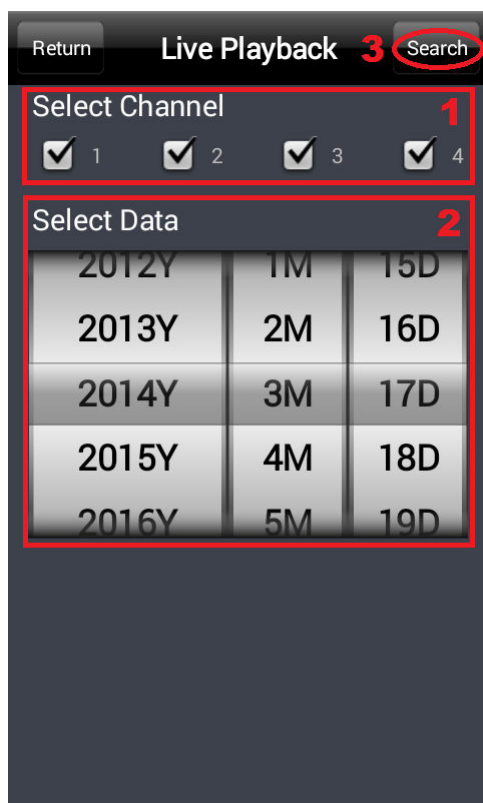 Return Live Playback 3 Search
Select Channel 1
1 2 3 4
Select Data 2
2012Y 1M 15D
2013Y 2M 16D
2014Y 3M 17D
2015Y 4M 18D
2016Y 5M 19D